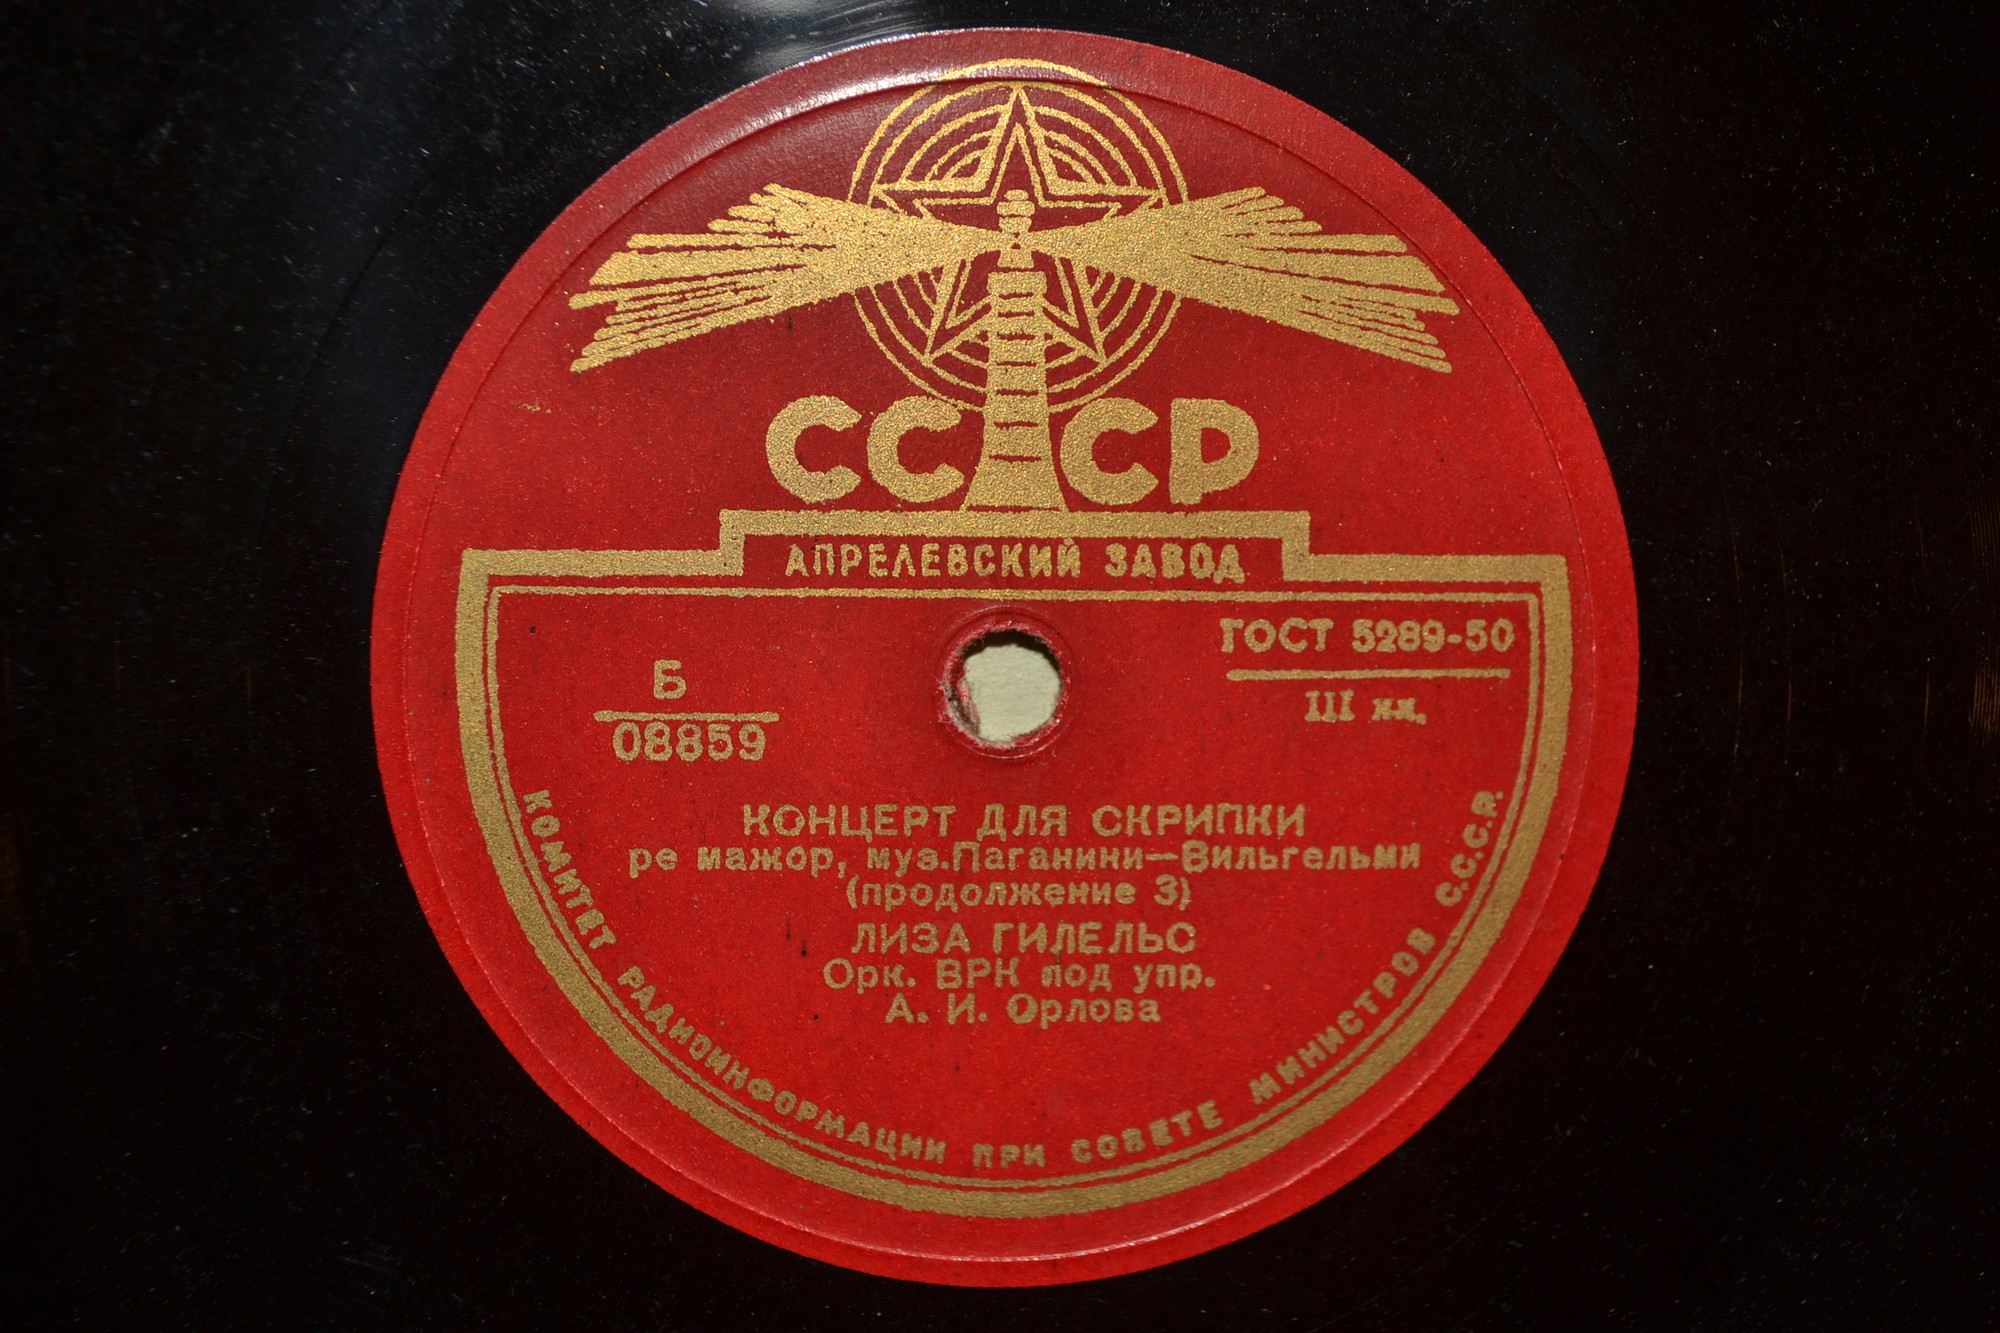 СССР
АПРЕЛЕВСКИЙ ЗАВОД
ГОСТ 5289-50
III кл.
Б
08859
КОНЦЕРТ ДЛЯ СКРИПКИ
ре мажор, муз.Паганини—Вильгельми
(продолжение 3)
ЛИЗА ГИЛЕЛЬС
Орк. ВРК под упр.
А. И. Орлова
КОМИТЕТ РАДИОИНФОРМАЦИИ ПРИ СОВЕТЕ МИНИСТРОВ С.С.С.Р.